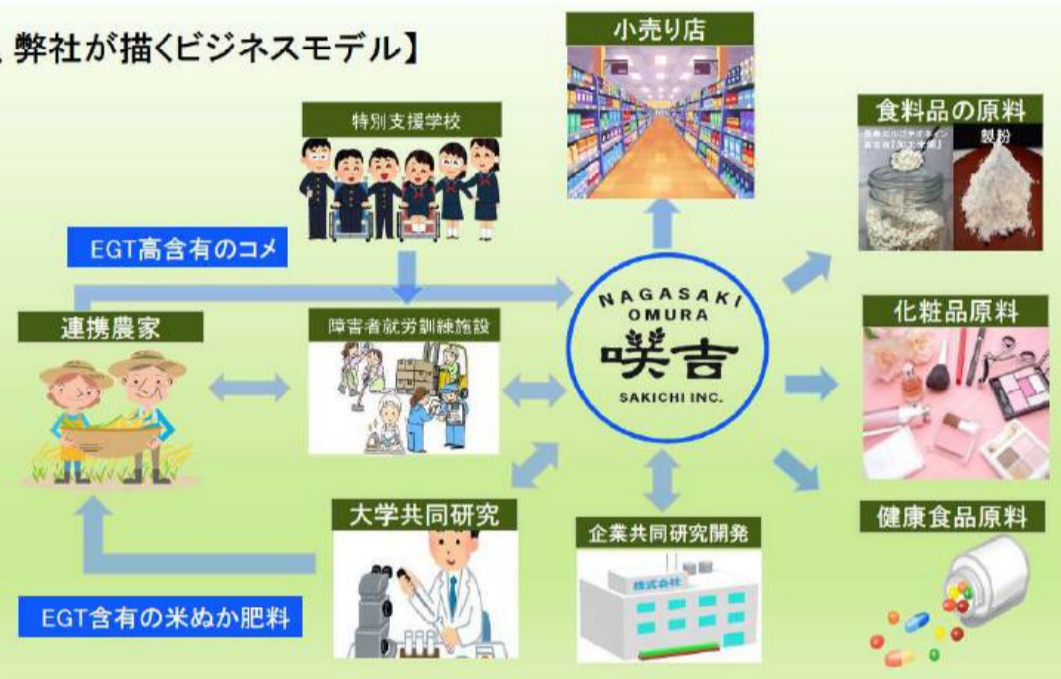 弊社が描くビジネスモデル】
小売り店
特別支援学校
食料品の原料
製粉
EGT高含有のコメ
連携農家
障害者就労訓練施設
NAGASAKI
OMURA
咲吉
SAKICHI INC.
化粧品原料
大学共同研究
企業共同研究開発
株式会社
健康食品原料
EGT含有の米ぬか肥料